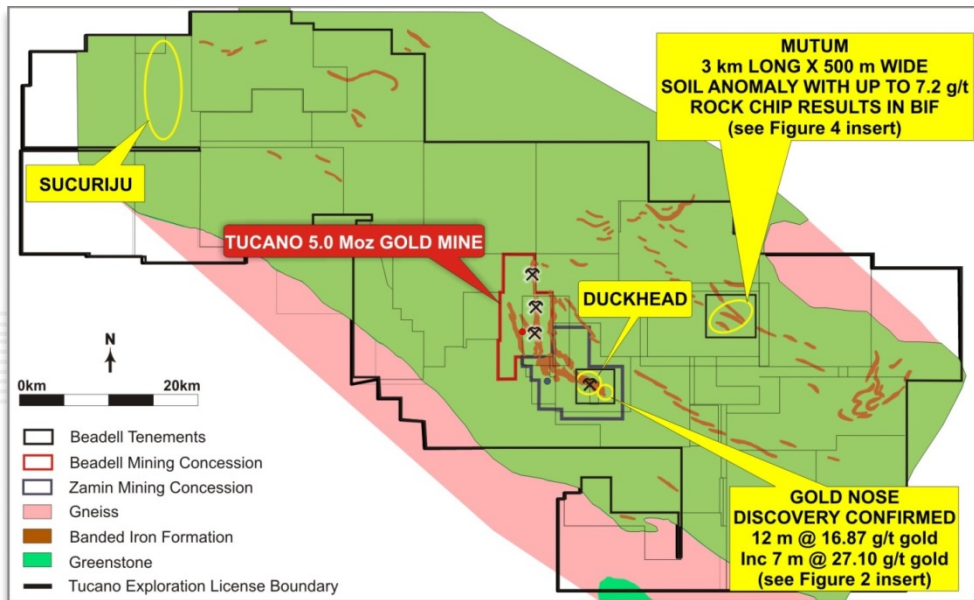 MUTUM
3 km LONG X 500 m WIDE
SOIL ANOMALY WITH UP TO 7.2 g/t
ROCK CHIP RESULTS IN BIF
(see Figure 4 insert)
SUCURIJU
TUCANO 5.0 Moz GOLD MINE
DUCKHEAD
N
0km 20km
Beadell Tenements
Beadell Mining Concession
Zamin Mining Concession
Gneiss
Banded Iron Formation
Greenstone
Tucano Exploration License Boundary
GOLD NOSE
DISCOVERY CONFIRMED
12 m @ 16.87 g/t gold
Inc 7 m @ 27.10 g/t gold
(see Figure 2 insert)